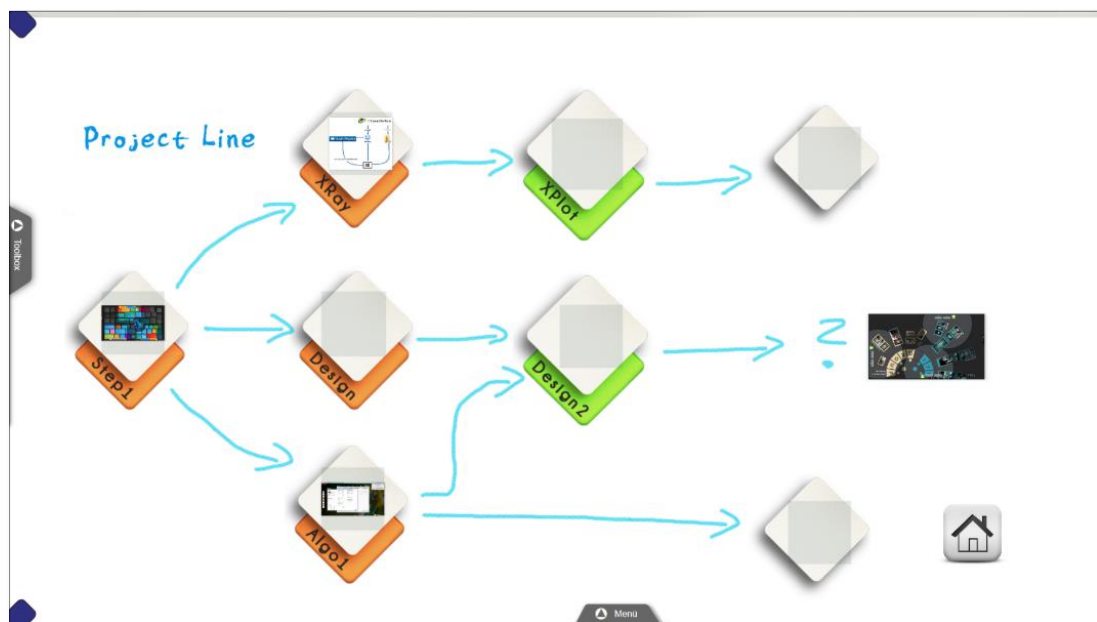 Project Line
XRay
XPlot
Toolbox
Step1
Design
Design2
?
Algo1
Menü